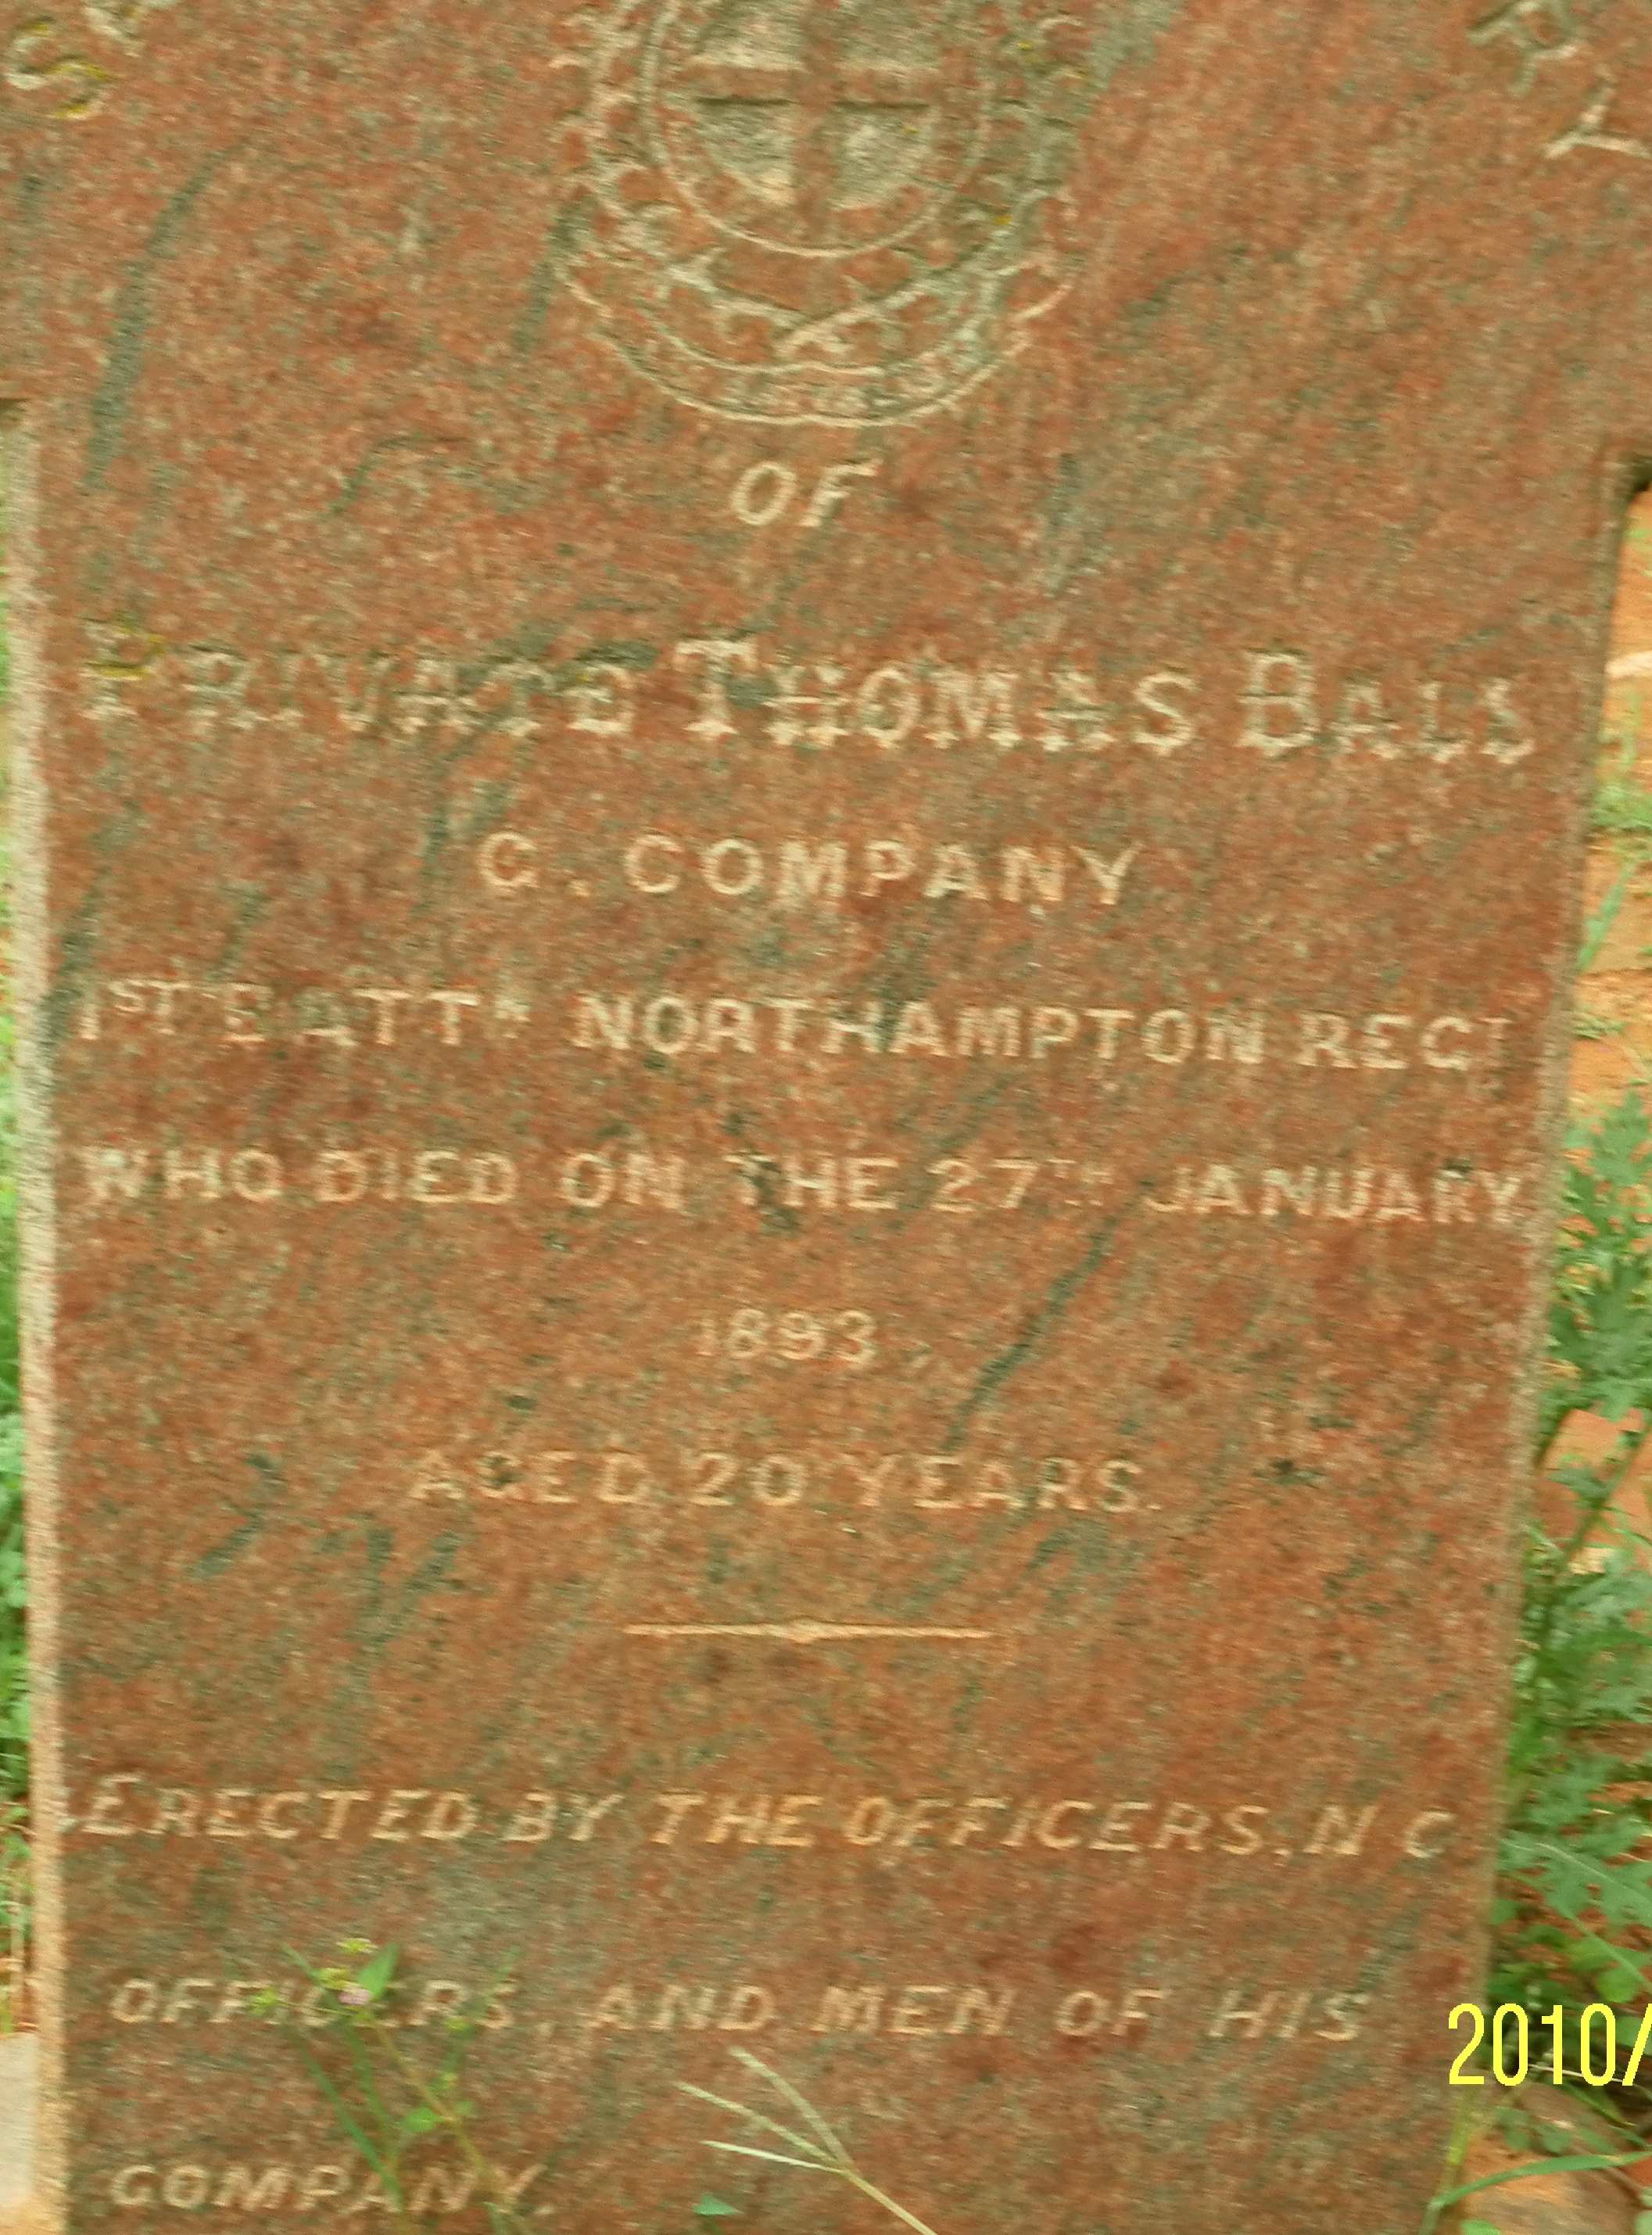 OF
PRIVATE THOMAS BALS
G. COMPANY
1ST BATTN NORTHAMPTON REGT
WHO DIED ON THE 27TH JANUARY
1893
AGED 20 YEARS.
ERECTED BY THE OFFICERS, N C
OFFICERS, AND MEN OF HIS
COMPANY.
2010/